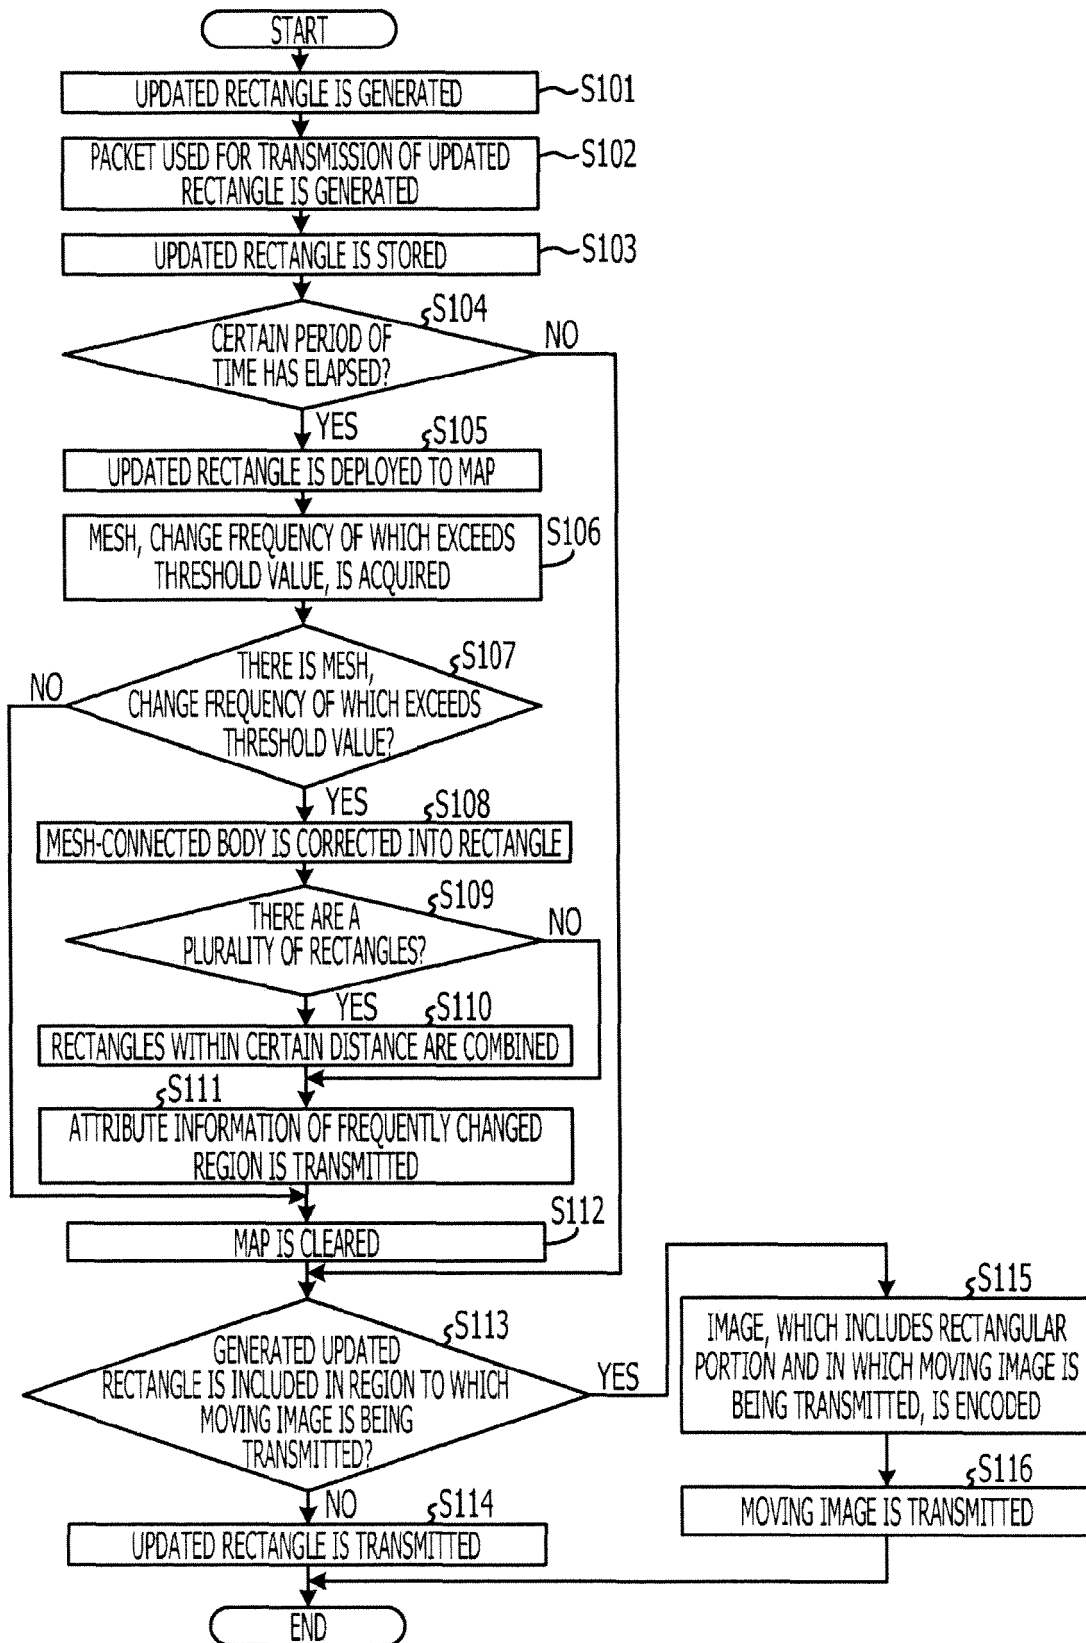 START
UPDATED RECTANGLE IS GENERATED
S101
PACKET USED FOR TRANSMISSION OF UPDATED
RECTANGLE IS GENERATED
S102
UPDATED RECTANGLE IS STORED
S103
S104
CERTAIN PERIOD OF
TIME HAS ELAPSED?
NO
YES
S105
UPDATED RECTANGLE IS DEPLOYED TO MAP
MESH, CHANGE FREQUENCY OF WHICH EXCEEDS
THRESHOLD VALUE, IS ACQUIRED
S106
S107
THERE IS MESH,
CHANGE FREQUENCY OF WHICH EXCEEDS
THRESHOLD VALUE?
NO
YES
S108
MESH-CONNECTED BODY IS CORRECTED INTO RECTANGLE
S109
THERE ARE A
PLURALITY OF RECTANGLES?
NO
YES
S110
RECTANGLES WITHIN CERTAIN DISTANCE ARE COMBINED
S111
ATTRIBUTE INFORMATION OF FREQUENTLY CHANGED
REGION IS TRANSMITTED
S112
MAP IS CLEARED
S113
GENERATED UPDATED
RECTANGLE IS INCLUDED IN REGION TO WHICH
MOVING IMAGE IS BEING
TRANSMITTED?
YES
NO
S114
UPDATED RECTANGLE IS TRANSMITTED
S115
IMAGE, WHICH INCLUDES RECTANGULAR
PORTION AND IN WHICH MOVING IMAGE IS
BEING TRANSMITTED, IS ENCODED
S116
MOVING IMAGE IS TRANSMITTED
END